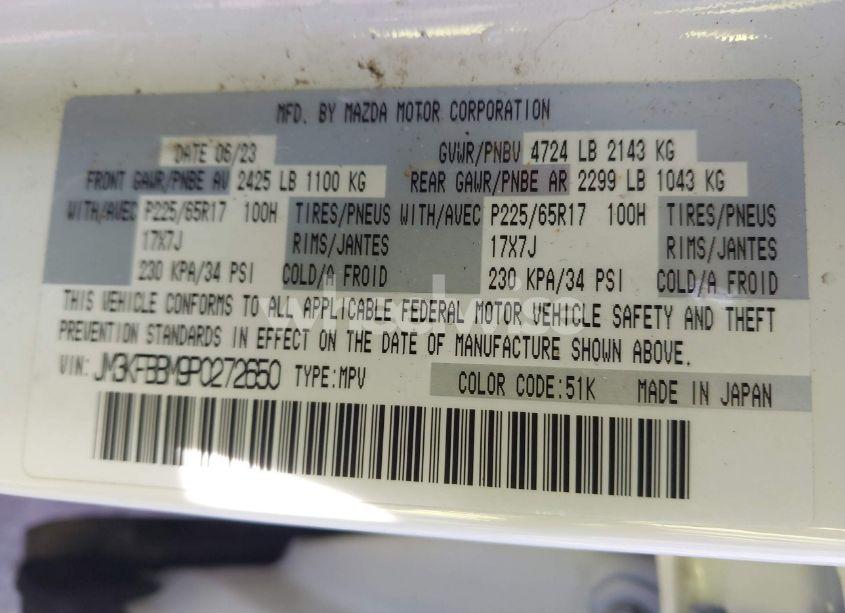 MFD. BY MAZDA MOTOR CORPORATION
DATE 06/23 GVWR/PNBV 4724 LB 2143 KG
FRONT GAWR/PNBE AV 2425 LB 1100 KG REAR GAWR/PNBE AR 2299 LB 1043 KG
WITH/AVEC P225/65R17 100H TIRES/PNEUS WITH/AVEC P225/65R17 100H TIRES/PNEUS
17X7J RIMS/JANTES 17X7J RIMS/JANTES
230 KPA/34 PSI COLD/A FROID 230 KPA/34 PSI COLD/A FROID
THIS VEHICLE CONFORMS TO ALL APPLICABLE FEDERAL MOTOR VEHICLE SAFETY AND THEFT
PREVENTION STANDARDS IN EFFECT ON THE DATE OF MANUFACTURE SHOWN ABOVE.
VIN: JM3KFBBM9P0272650 TYPE:MPV COLOR CODE:51K MADE IN JAPAN